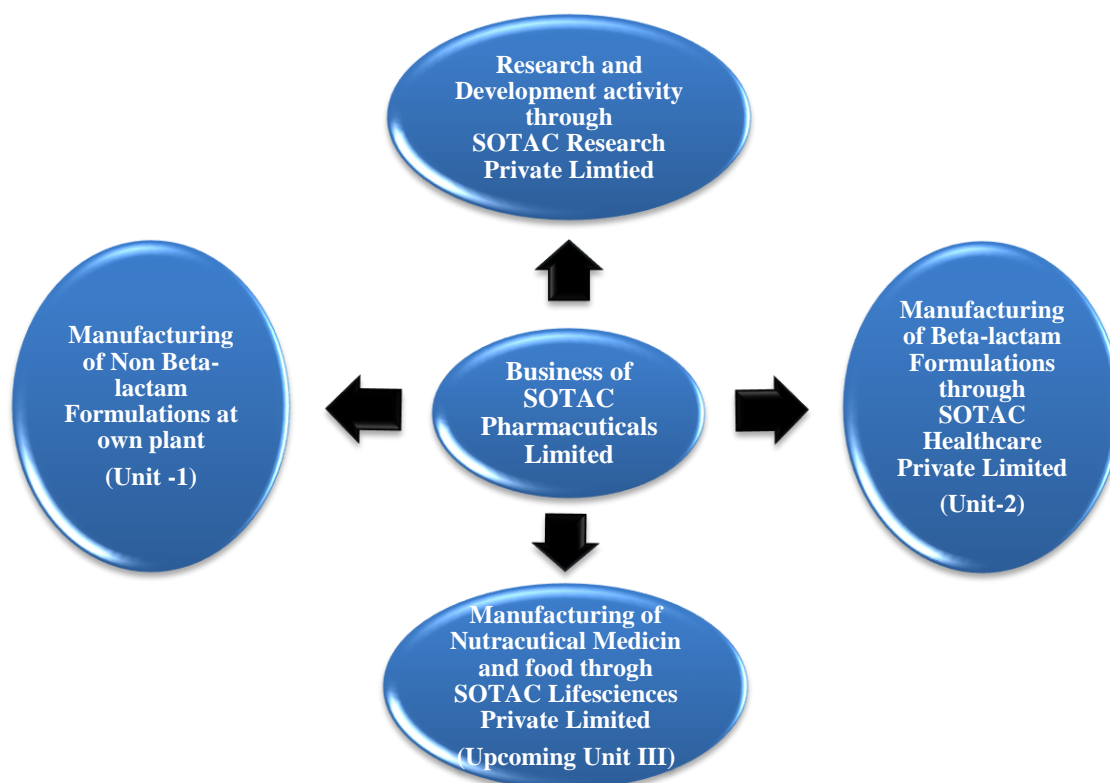 Research and
Development activity
through
SOTAC Research
Private Limtied
Manufacturing
of Non Beta-
lactam
Formulations at
own plant
(Unit -1)
Business of
SOTAC
Pharmacuticals
Limited
Manufacturing
of Beta-lactam
Formulations
through
SOTAC
Healthcare
Private Limited
(Unit-2)
Manufacturing of
Nutracutical Medicin
and food throgh
SOTAC Lifesciences
Private Limited
(Upcoming Unit III)